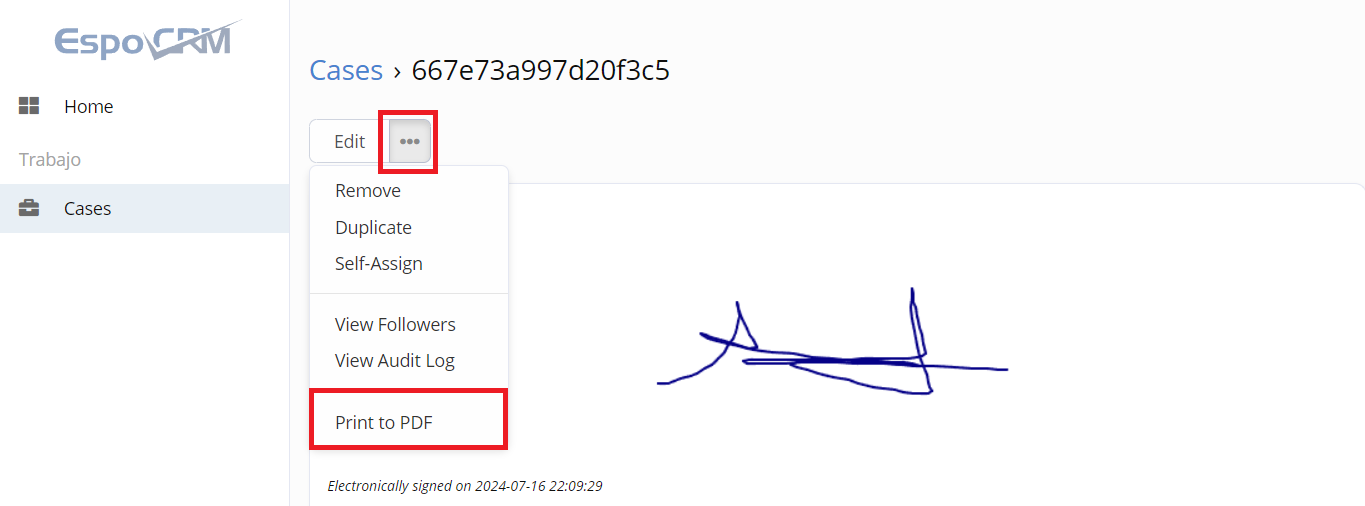 EspoCRM
Home
Trabajo
Cases
Cases › 667e73a997d20f3c5
Edit
Remove
Duplicate
Self-Assign
View Followers
View Audit Log
Print to PDF
Electronically signed on 2024-07-16 22:09:29